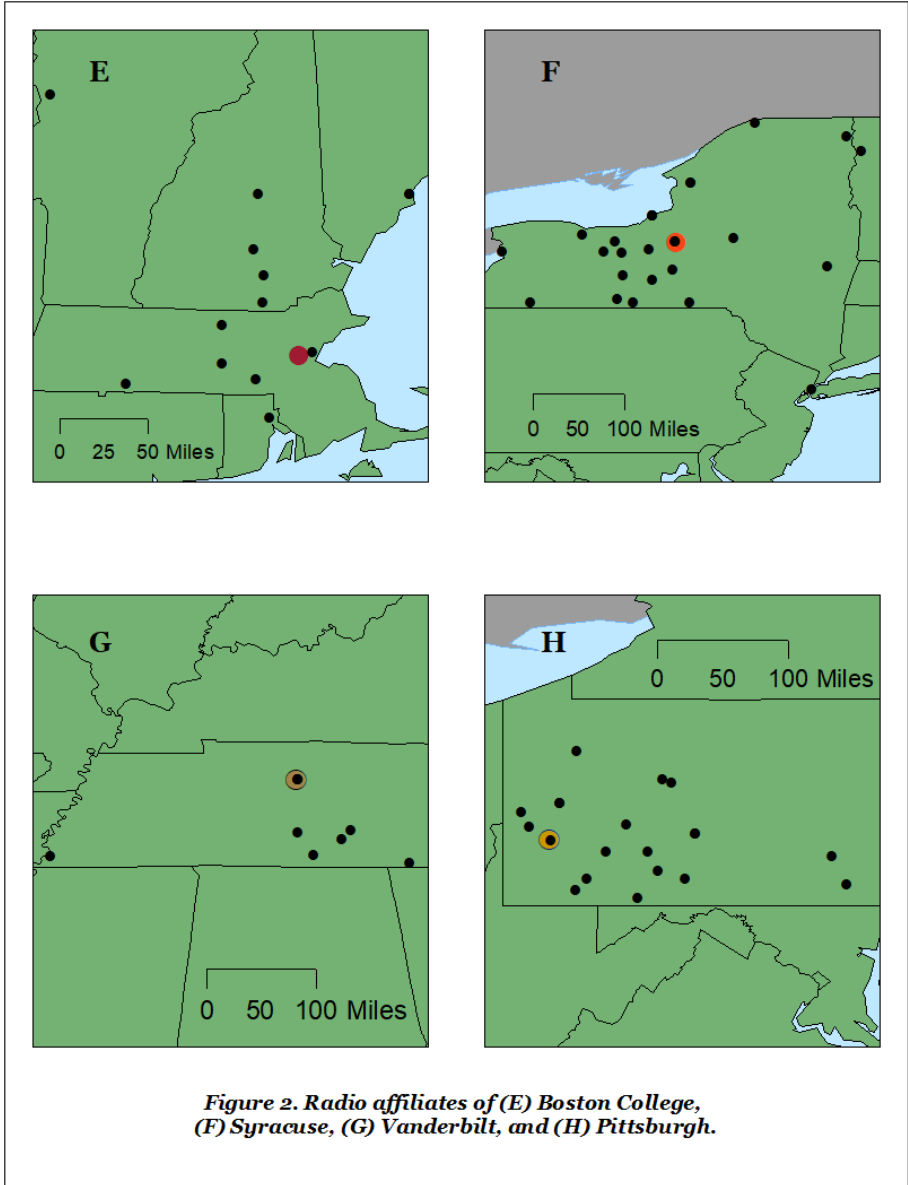 E
0 25 50 Miles
F
0 50 100 Miles
G
0 50 100 Miles
H
0 50 100 Miles
Figure 2. Radio affiliates of (E) Boston College,
(F) Syracuse, (G) Vanderbilt, and (H) Pittsburgh.